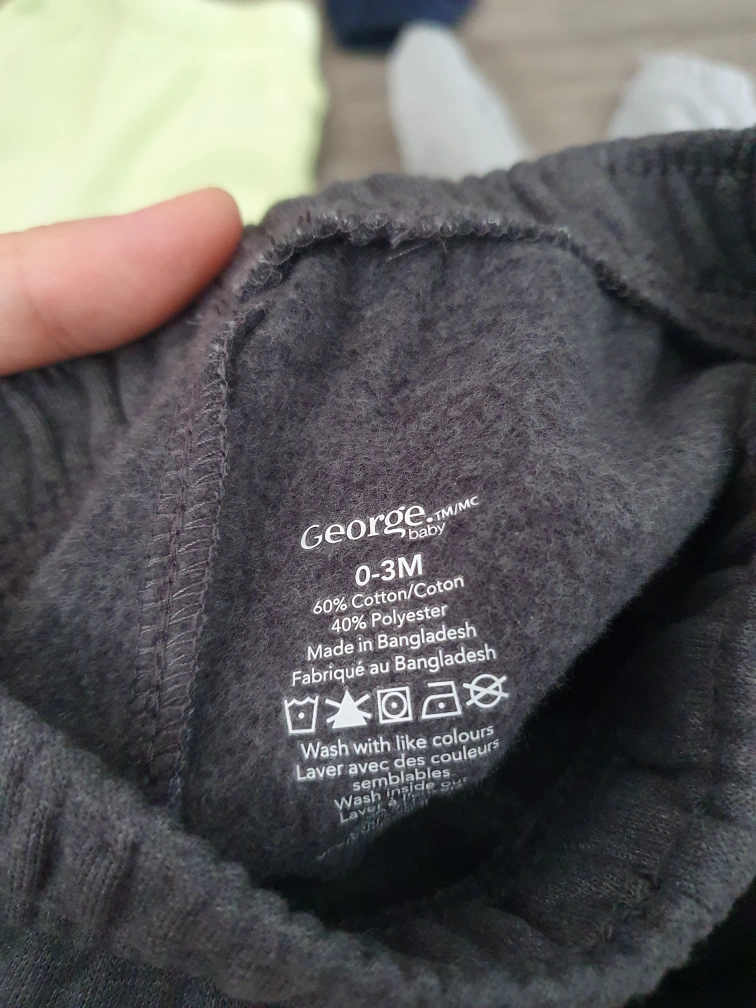 George.TM/MC
baby
0-3M
60% Cotton/Coton
40% Polyester
Made in Bangladesh
Fabriqué au Bangladesh
Wash with like colours
Laver avec des couleurs
semblables
Wash inside